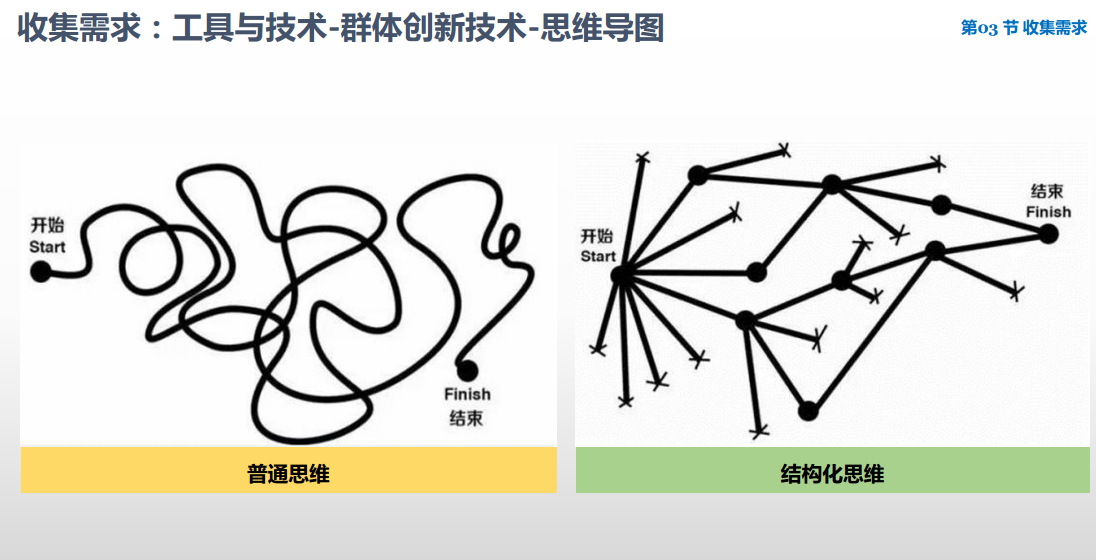 收集需求：工具与技术-群体创新技术-思维导图
第03 节 收集需求
开始
Start
Finish
结束
普通思维
开始
Start
结束
Finish
结构化思维